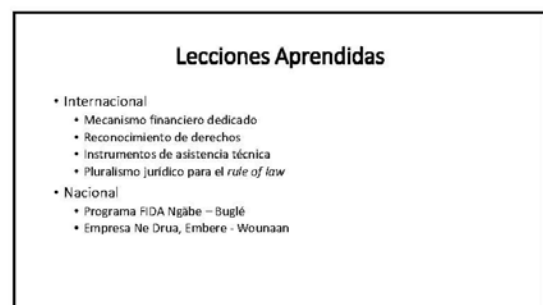 Lecciones Aprendidas
• Internacional
• Mecanismo financiero dedicado
• Reconocimiento de derechos
• Instrumentos de asistencia técnica
• Pluralismo jurídico para el rule of law
• Nacional
• Programa FIDA Ngäbe – Buglé
• Empresa Ne Drua, Embere - Wounaan